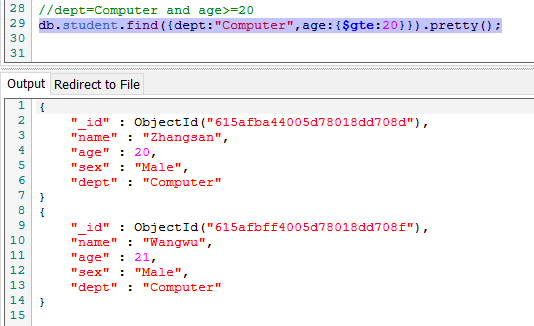 28 //dept=Computer and age>=20
29 db.student.find({dept:"Computer",age:{$gte:20}}).pretty();
30
31
Output Redirect to File
1 {
2 "_id" : ObjectId("615afba44005d78018dd708d"),
3 "name" : "Zhangsan",
4 "age" : 20,
5 "sex" : "Male",
6 "dept" : "Computer"
7 }
8 {
9 "_id" : ObjectId("615afbff4005d78018dd708f"),
10 "name" : "Wangwu",
11 "age" : 21,
12 "sex" : "Male",
13 "dept" : "Computer"
14 }
15